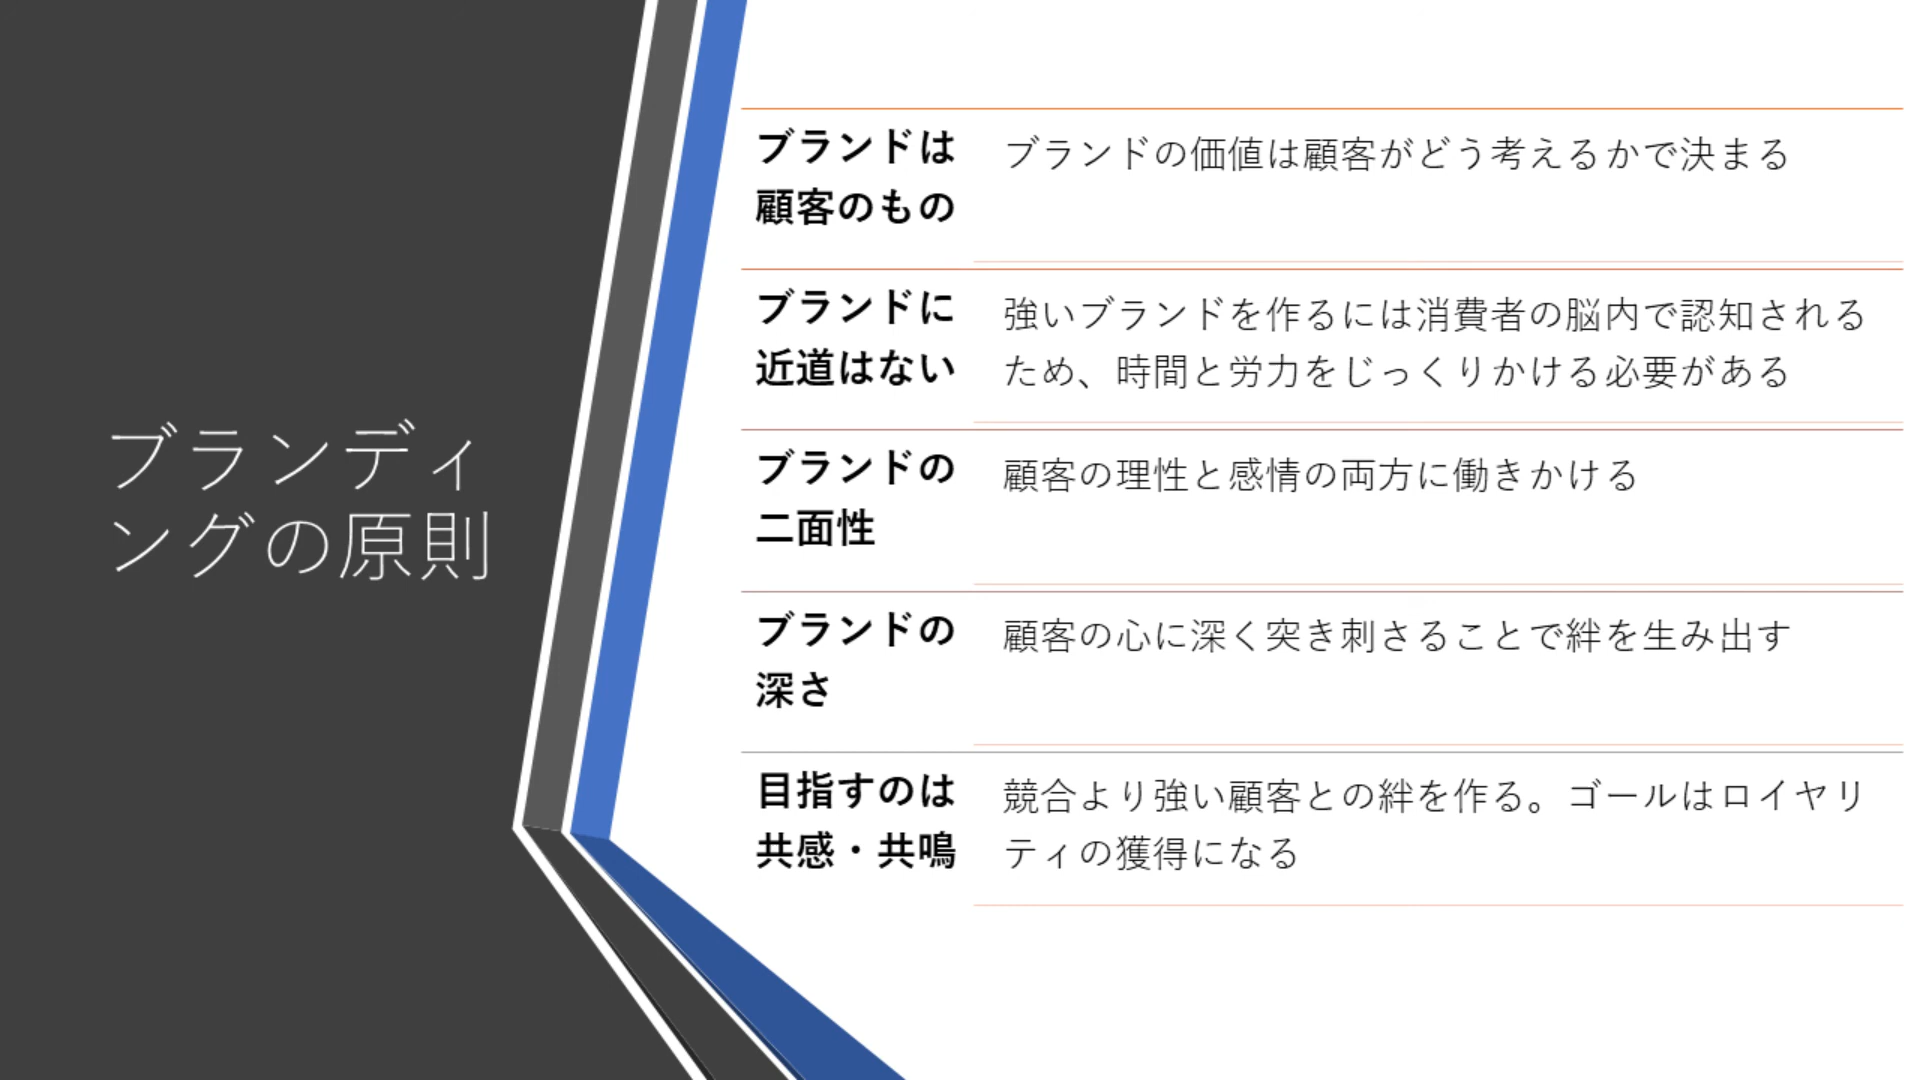 ブランディ
ングの原則
ブランドは
顧客のもの
ブランドの価値は顧客がどう考えるかで決まる
ブランドに
近道はない
強いブランドを作るには消費者の脳内で認知される
ため、時間と労力をじっくりかける必要がある
ブランドの
二面性
顧客の理性と感情の両方に働きかける
ブランドの
深さ
顧客の心に深く突き刺さることで絆を生み出す
目指すのは
共感・共鳴
競合より強い顧客との絆を作る。ゴールはロイヤリ
ティの獲得になる